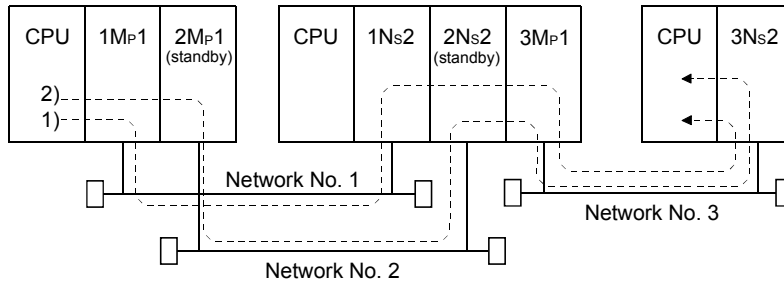 CPU 1MP1 2MP1 CPU 1NS2 2NS2 3MP1 CPU 3NS2
(standby) (standby)
2)
1)
Network No. 1
Network No. 3
Network No. 2